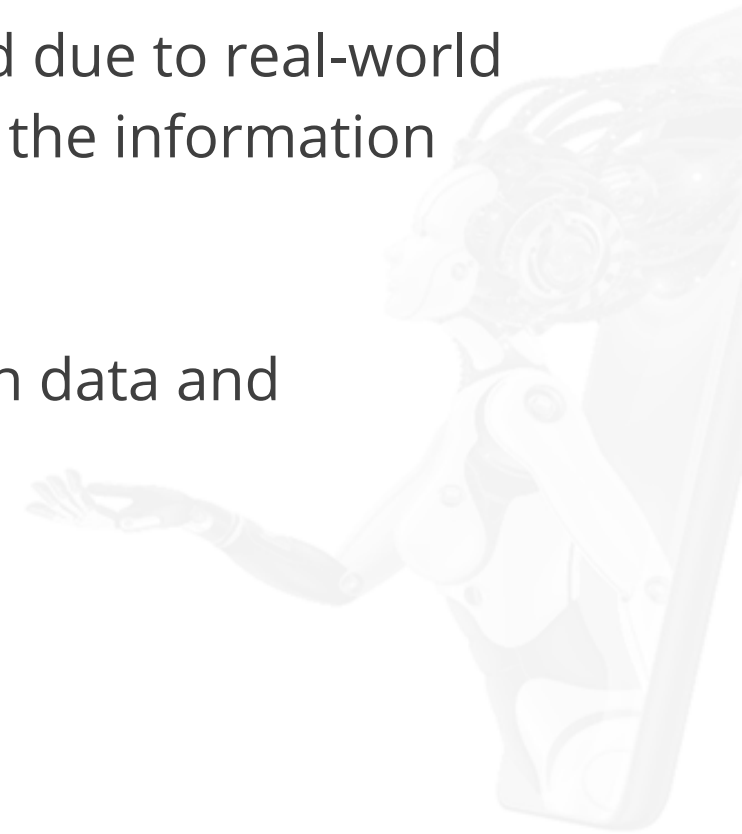 d due to real-world
the information
n data and